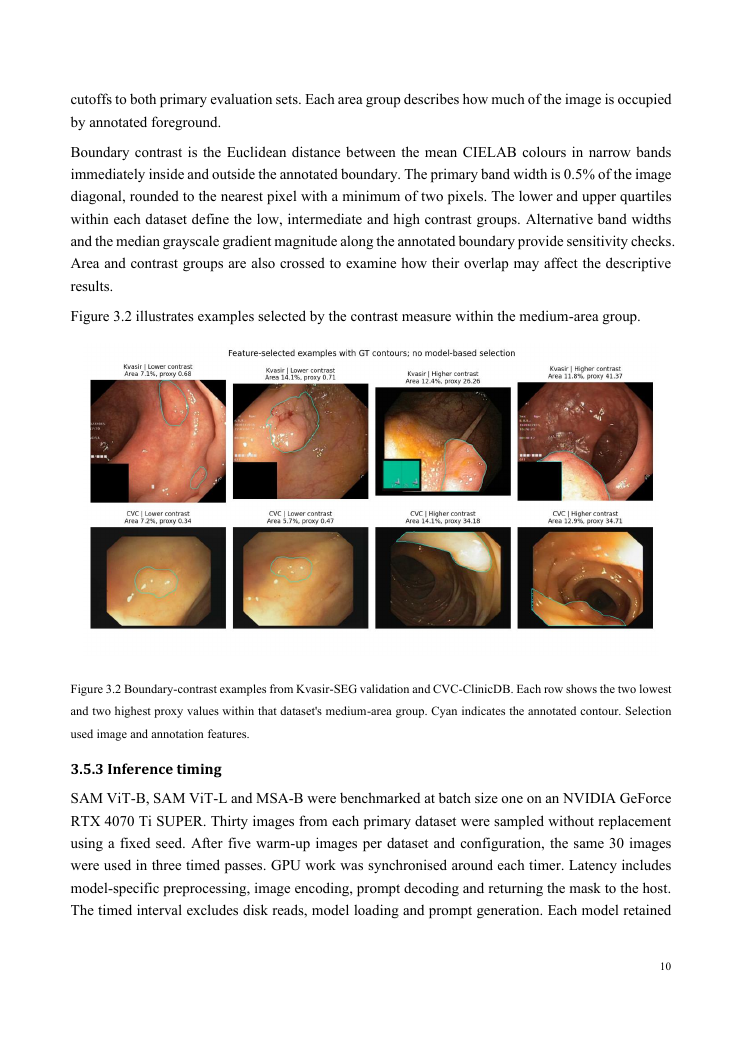 cutoffs to both primary evaluation sets. Each area group describes how much of the image is occupied
by annotated foreground.
Boundary contrast is the Euclidean distance between the mean CIELAB colours in narrow bands
immediately inside and outside the annotated boundary. The primary band width is 0.5% of the image
diagonal, rounded to the nearest pixel with a minimum of two pixels. The lower and upper quartiles
within each dataset define the low, intermediate and high contrast groups. Alternative band widths
and the median grayscale gradient magnitude along the annotated boundary provide sensitivity checks.
Area and contrast groups are also crossed to examine how their overlap may affect the descriptive
results.
Figure 3.2 illustrates examples selected by the contrast measure within the medium-area group.
Feature-selected examples with GT contours; no model-based selection
Kvasir | Lower contrast
Area 7.1%, proxy 0.68
Kvasir | Lower contrast
Area 14.1%, proxy 0.71
Kvasir | Higher contrast
Area 12.4%, proxy 26.26
Kvasir | Higher contrast
Area 11.8%, proxy 41.37
CVC | Lower contrast
Area 7.2%, proxy 0.34
CVC | Lower contrast
Area 5.7%, proxy 0.47
CVC | Higher contrast
Area 14.1%, proxy 34.18
CVC | Higher contrast
Area 12.9%, proxy 34.71
Figure 3.2 Boundary-contrast examples from Kvasir-SEG validation and CVC-ClinicDB. Each row shows the two lowest
and two highest proxy values within that dataset's medium-area group. Cyan indicates the annotated contour. Selection
used image and annotation features.
3.5.3 Inference timing
SAM ViT-B, SAM ViT-L and MSA-B were benchmarked at batch size one on an NVIDIA GeForce
RTX 4070 Ti SUPER. Thirty images from each primary dataset were sampled without replacement
using a fixed seed. After five warm-up images per dataset and configuration, the same 30 images
were used in three timed passes. GPU work was synchronised around each timer. Latency includes
model-specific preprocessing, image encoding, prompt decoding and returning the mask to the host.
The timed interval excludes disk reads, model loading and prompt generation. Each model retained
10